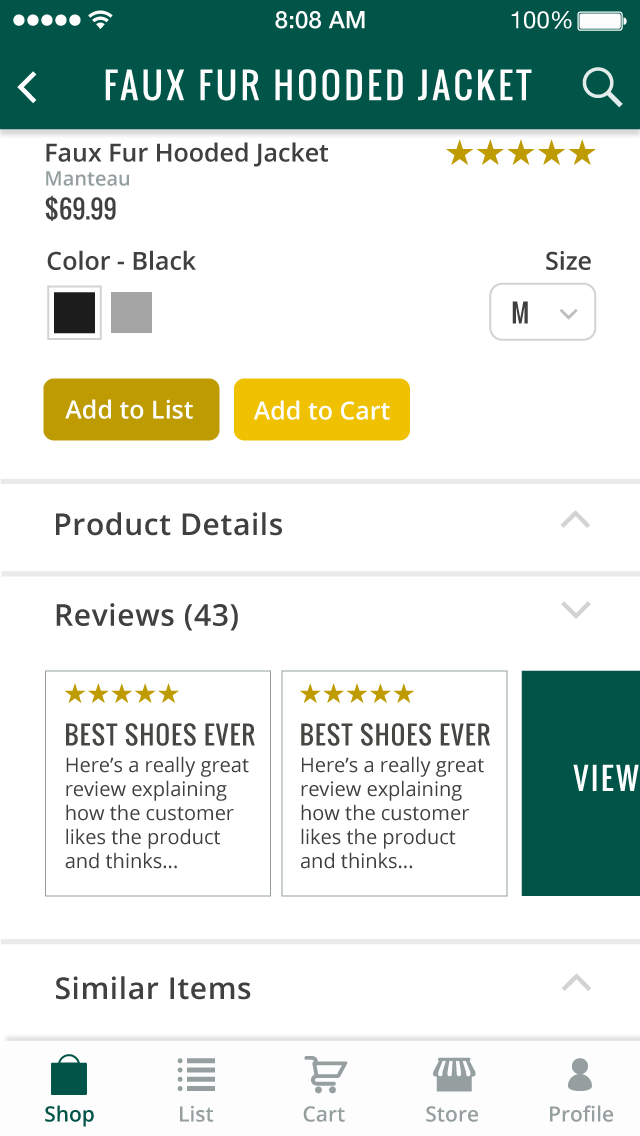 8:08 AM 100%
FAUX FUR HOODED JACKET
Faux Fur Hooded Jacket
Manteau
$69.99
Color - Black Size
M
Add to List Add to Cart
Product Details
Reviews (43)
BEST SHOES EVER
Here’s a really great
review explaining
how the customer
likes the product
and thinks...
BEST SHOES EVER
Here’s a really great
review explaining
how the customer
likes the product
and thinks...
VIEW
Similar Items
Shop List Cart Store Profile